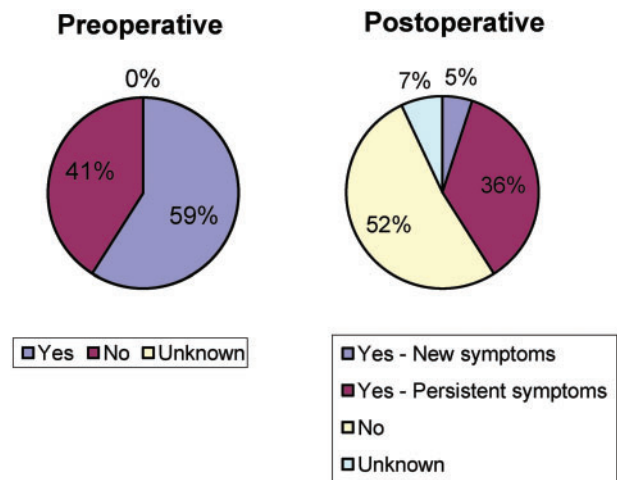 Preoperative
0%
41%
59%
Yes No Unknown
Postoperative
7% 5%
36%
52%
Yes - New symptoms
Yes - Persistent symptoms
No
Unknown